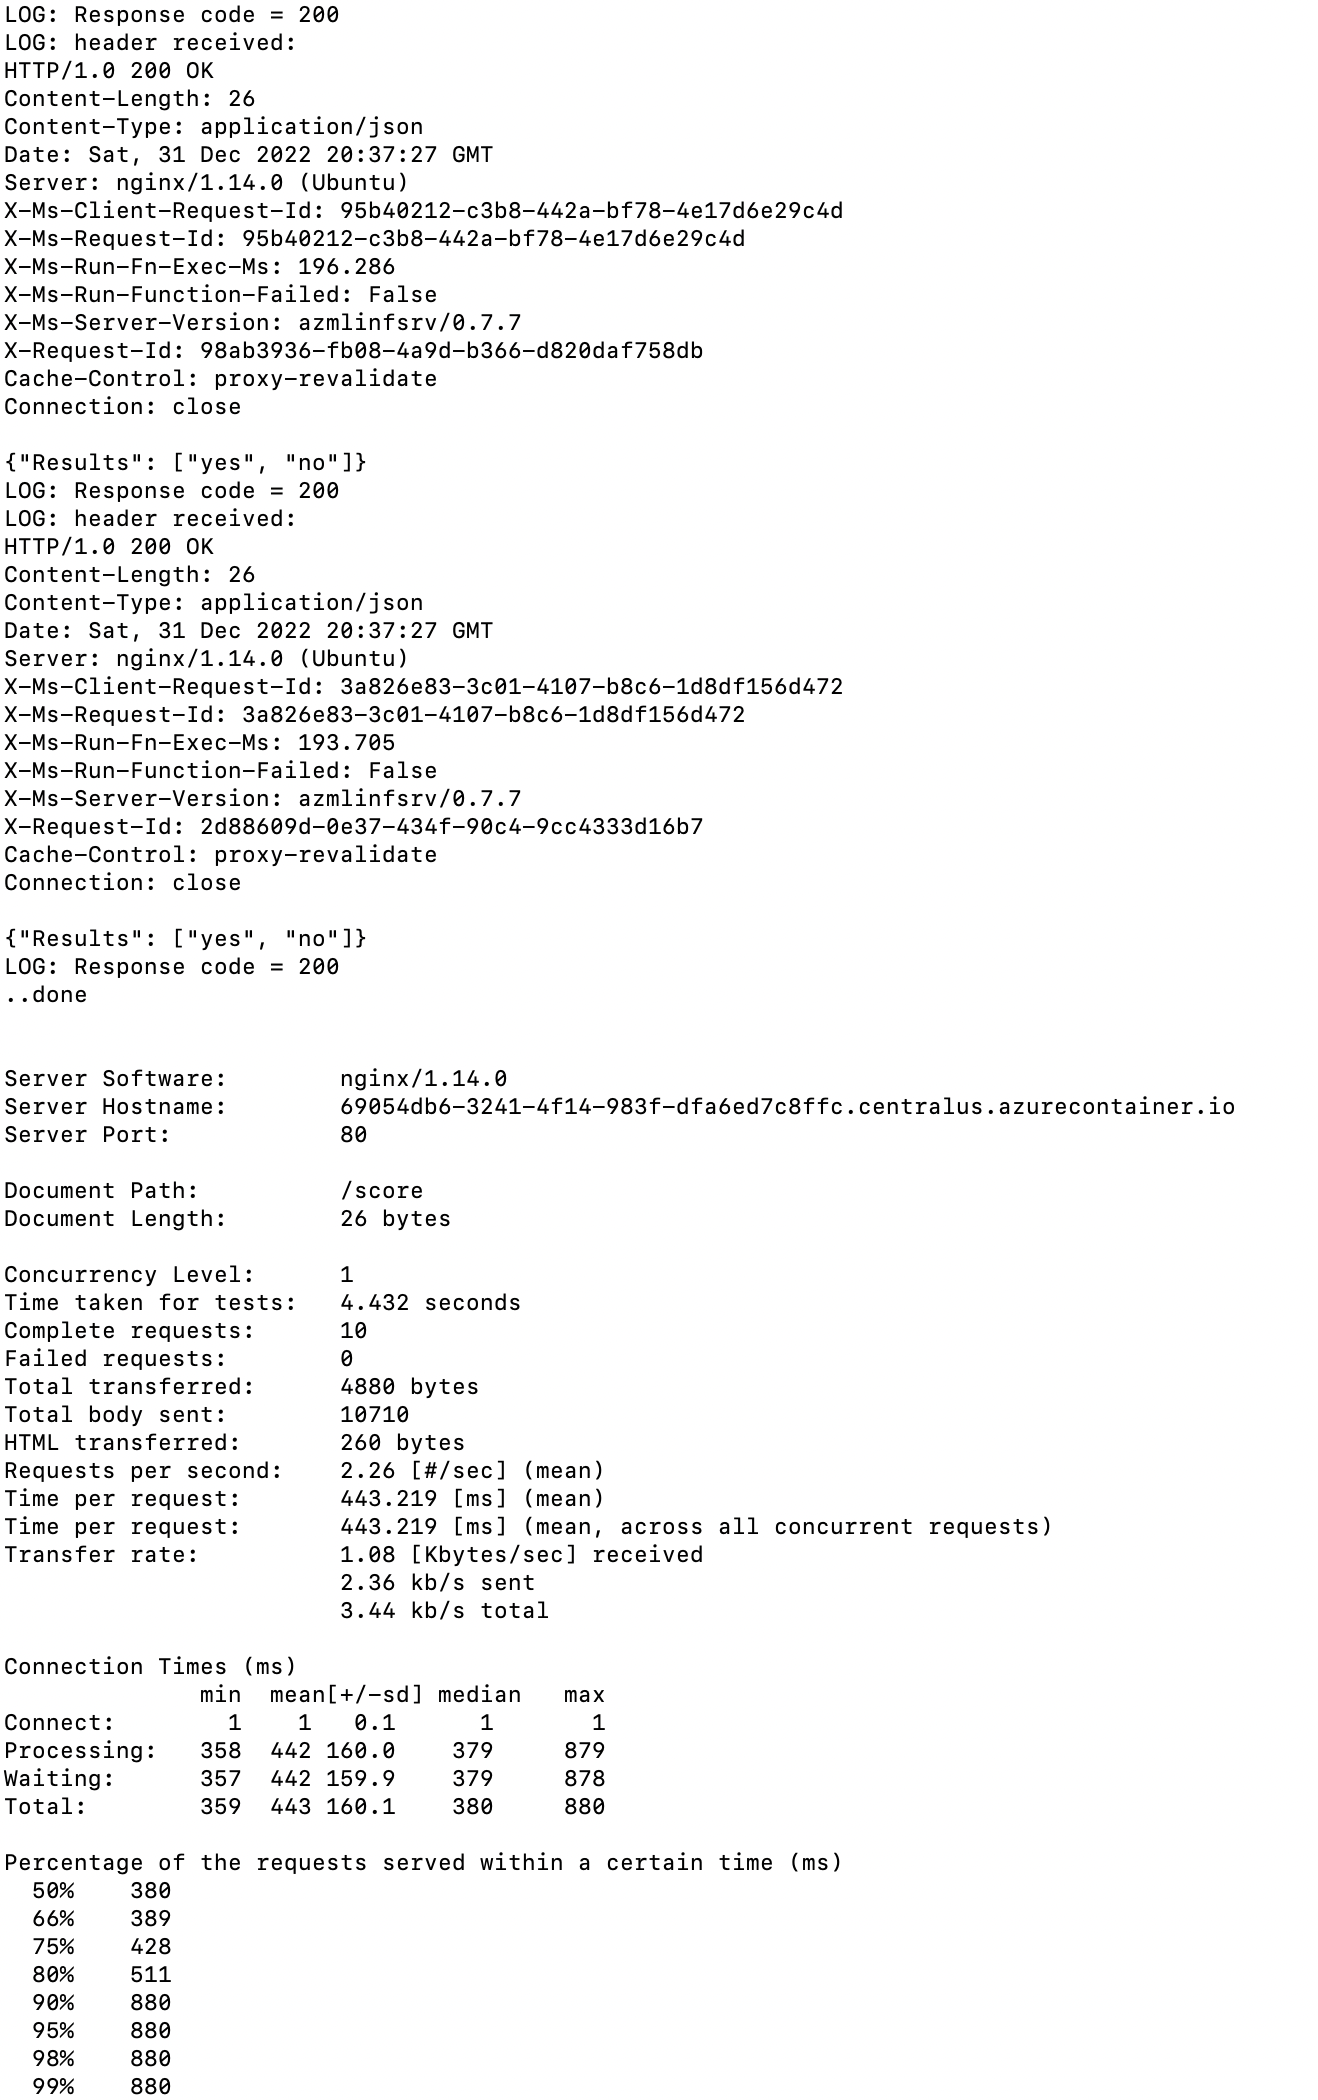 LOG: Response code = 200
LOG: header received:
HTTP/1.0 200 OK
Content-Length: 26
Content-Type: application/json
Date: Sat, 31 Dec 2022 20:37:27 GMT
Server: nginx/1.14.0 (Ubuntu)
X-Ms-Client-Request-Id: 95b40212-c3b8-442a-bf78-4e17d6e29c4d
X-Ms-Request-Id: 95b40212-c3b8-442a-bf78-4e17d6e29c4d
X-Ms-Run-Fn-Exec-Ms: 196.286
X-Ms-Run-Function-Failed: False
X-Ms-Server-Version: azmlinfsrv/0.7.7
X-Request-Id: 98ab3936-fb08-4a9d-b366-d820daf758db
Cache-Control: proxy-revalidate
Connection: close

{"Results": ["yes", "no"]}
LOG: Response code = 200
LOG: header received:
HTTP/1.0 200 OK
Content-Length: 26
Content-Type: application/json
Date: Sat, 31 Dec 2022 20:37:27 GMT
Server: nginx/1.14.0 (Ubuntu)
X-Ms-Client-Request-Id: 3a826e83-3c01-4107-b8c6-1d8df156d472
X-Ms-Request-Id: 3a826e83-3c01-4107-b8c6-1d8df156d472
X-Ms-Run-Fn-Exec-Ms: 193.705
X-Ms-Run-Function-Failed: False
X-Ms-Server-Version: azmlinfsrv/0.7.7
X-Request-Id: 2d88609d-0e37-434f-90c4-9cc4333d16b7
Cache-Control: proxy-revalidate
Connection: close

{"Results": ["yes", "no"]}
LOG: Response code = 200
..done


Server Software:        nginx/1.14.0
Server Hostname:        69054db6-3241-4f14-983f-dfa6ed7c8ffc.centralus.azurecontainer.io
Server Port:            80

Document Path:          /score
Document Length:        26 bytes

Concurrency Level:      1
Time taken for tests:   4.432 seconds
Complete requests:      10
Failed requests:        0
Total transferred:      4880 bytes
Total body sent:        10710
HTML transferred:       260 bytes
Requests per second:    2.26 [#/sec] (mean)
Time per request:       443.219 [ms] (mean)
Time per request:       443.219 [ms] (mean, across all concurrent requests)
Transfer rate:          1.08 [Kbytes/sec] received
                        2.36 kb/s sent
                        3.44 kb/s total

Connection Times (ms)
              min  mean[+/-sd] median   max
Connect:        1    1   0.1      1       1
Processing:   358  442 160.0    379     879
Waiting:      357  442 159.9    379     878
Total:        359  443 160.1    380     880

Percentage of the requests served within a certain time (ms)
  50%    380
  66%    389
  75%    428
  80%    511
  90%    880
  95%    880
  98%    880
  99%    880